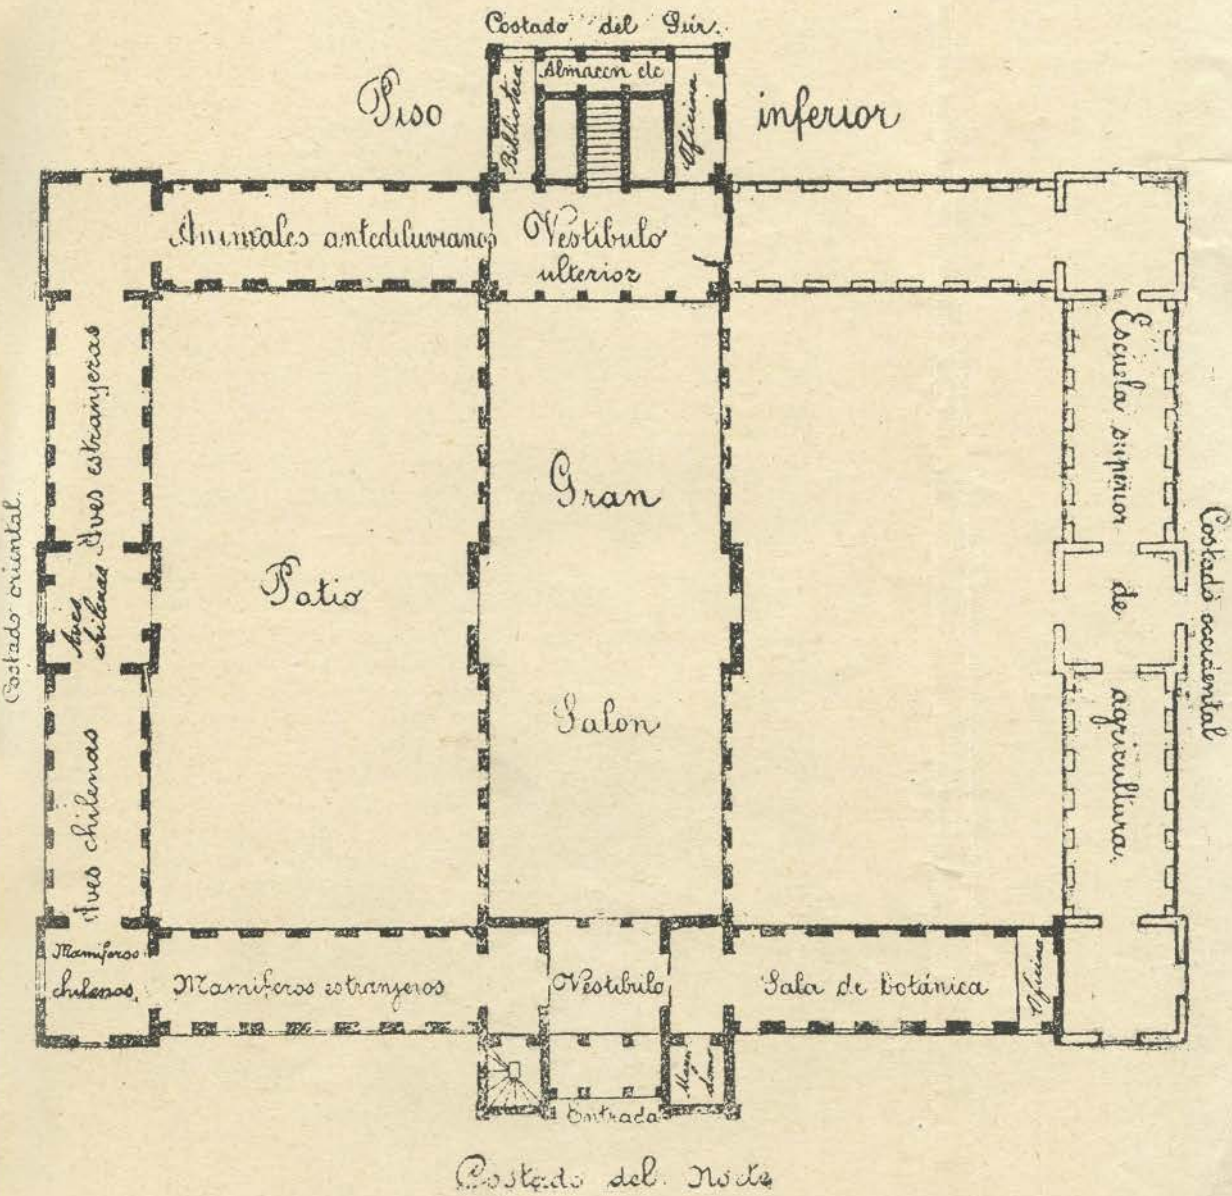 Costado del Sur.
Piso inferior
Biblioteca
Almacen etc
Oficina
Animales antediluvianos
Vestibulo
ulterior
Aves estranjeras
Escuela superior de agricultura.
Gran
Salon
Patio
Costado oriental.
Aves
chilenas
Costado occidental
Aves chilenas
Mamiferos
chilenos.
Mamiferos estranjeros
Vestibulo
Sala de botánica
Oficina
Mayor
domo
Entrada
Costado del Norte